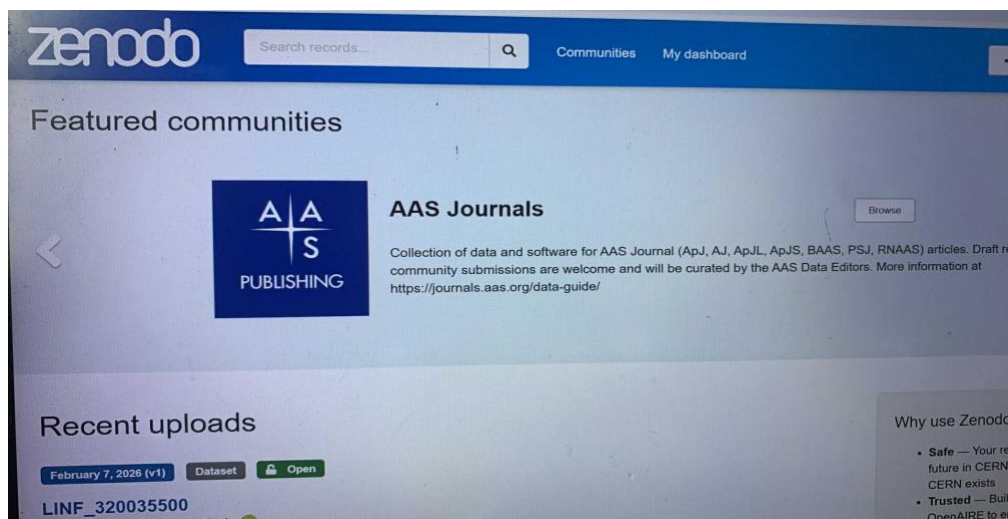 zenodo
Search records...
Communities
My dashboard
Featured communities
A A
S
PUBLISHING
AAS Journals
Browse
Collection of data and software for AAS Journal (ApJ, AJ, ApJL, ApJS, BAAS, PSJ, RNAAS) articles. Draft
community submissions are welcome and will be curated by the AAS Data Editors. More information at
https://journals.aas.org/data-guide/
Recent uploads
February 7, 2026 (v1)
Dataset
Open
LINF_320035500
Why use Zenodo
Safe — Your
future in CERN
CERN exists
Trusted —
OpenAIRE to